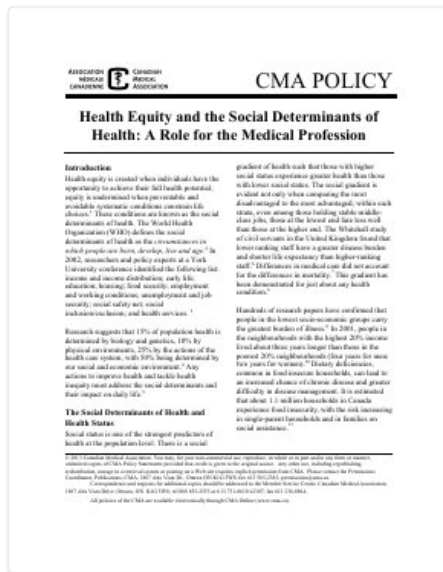 ASSOCIATION
MÉDICALE
CANADIENNE
CANADIAN
MEDICAL
ASSOCIATION
CMA POLICY
Health Equity and the Social Determinants of
Health: A Role for the Medical Profession
Introduction
Health equity is created when individuals have the
opportunity to achieve their full health potential;
equity is undermined when preventable and
avoidable systematic conditions constrain life
choices.
These conditions are known as the social
determinants of health. The World Health
Organization (WHO) defines the social
determinants of health as the circumstances in
which people are born, develop, live and age.
In
2002, researchers and policy experts at a York
University conference identified the following list:
income and income distribution; early life;
education; housing; food security; employment
and working conditions; unemployment and job
security; social safety net; social
inclusion/exclusion; and health services.
Research suggests that 15% of population health is
determined by biology and genetics, 10% by
physical environments, 25% by the actions of the
health care system, with 50% being determined by
our social and economic environment.
Any
actions to improve health and tackle health
inequity must address the social determinants and
their impact on daily life.
The Social Determinants of Health and
Health Status
Social status is one of the strongest predictors of
health at the population level. There is a social
gradient of health such that those with higher
social status experience greater health than those
with lower social status. The social gradient is
evident not only when comparing the most
disadvantaged to the most advantaged; within each
strata, even among those holding stable middle-
class jobs, those at the lowest end fare less well
than those at the higher end. The Whitehall study
of civil servants in the United Kingdom found that
lower ranking staff have a greater disease burden
and shorter life expectancy than higher-ranking
staff.
Differences in medical care did not account
for the differences in mortality.
This gradient has
been demonstrated for just about any health
condition.
Hundreds of research papers have confirmed that
people in the lowest socio-economic groups carry
the greatest burden of illness.
In 2001, people in
the neighbourhoods with the highest 20% income
lived about three years longer than those in the
poorest 20% neighbourhoods (four years for men;
two years for women).
Dietary deficiencies,
common in food insecure households, can lead to
an increased chance of chronic disease and greater
difficulty in disease management. It is estimated
that about 1.1 million households in Canada
experience food insecurity, with the risk increasing
in single-parent households and in families on
social assistance.